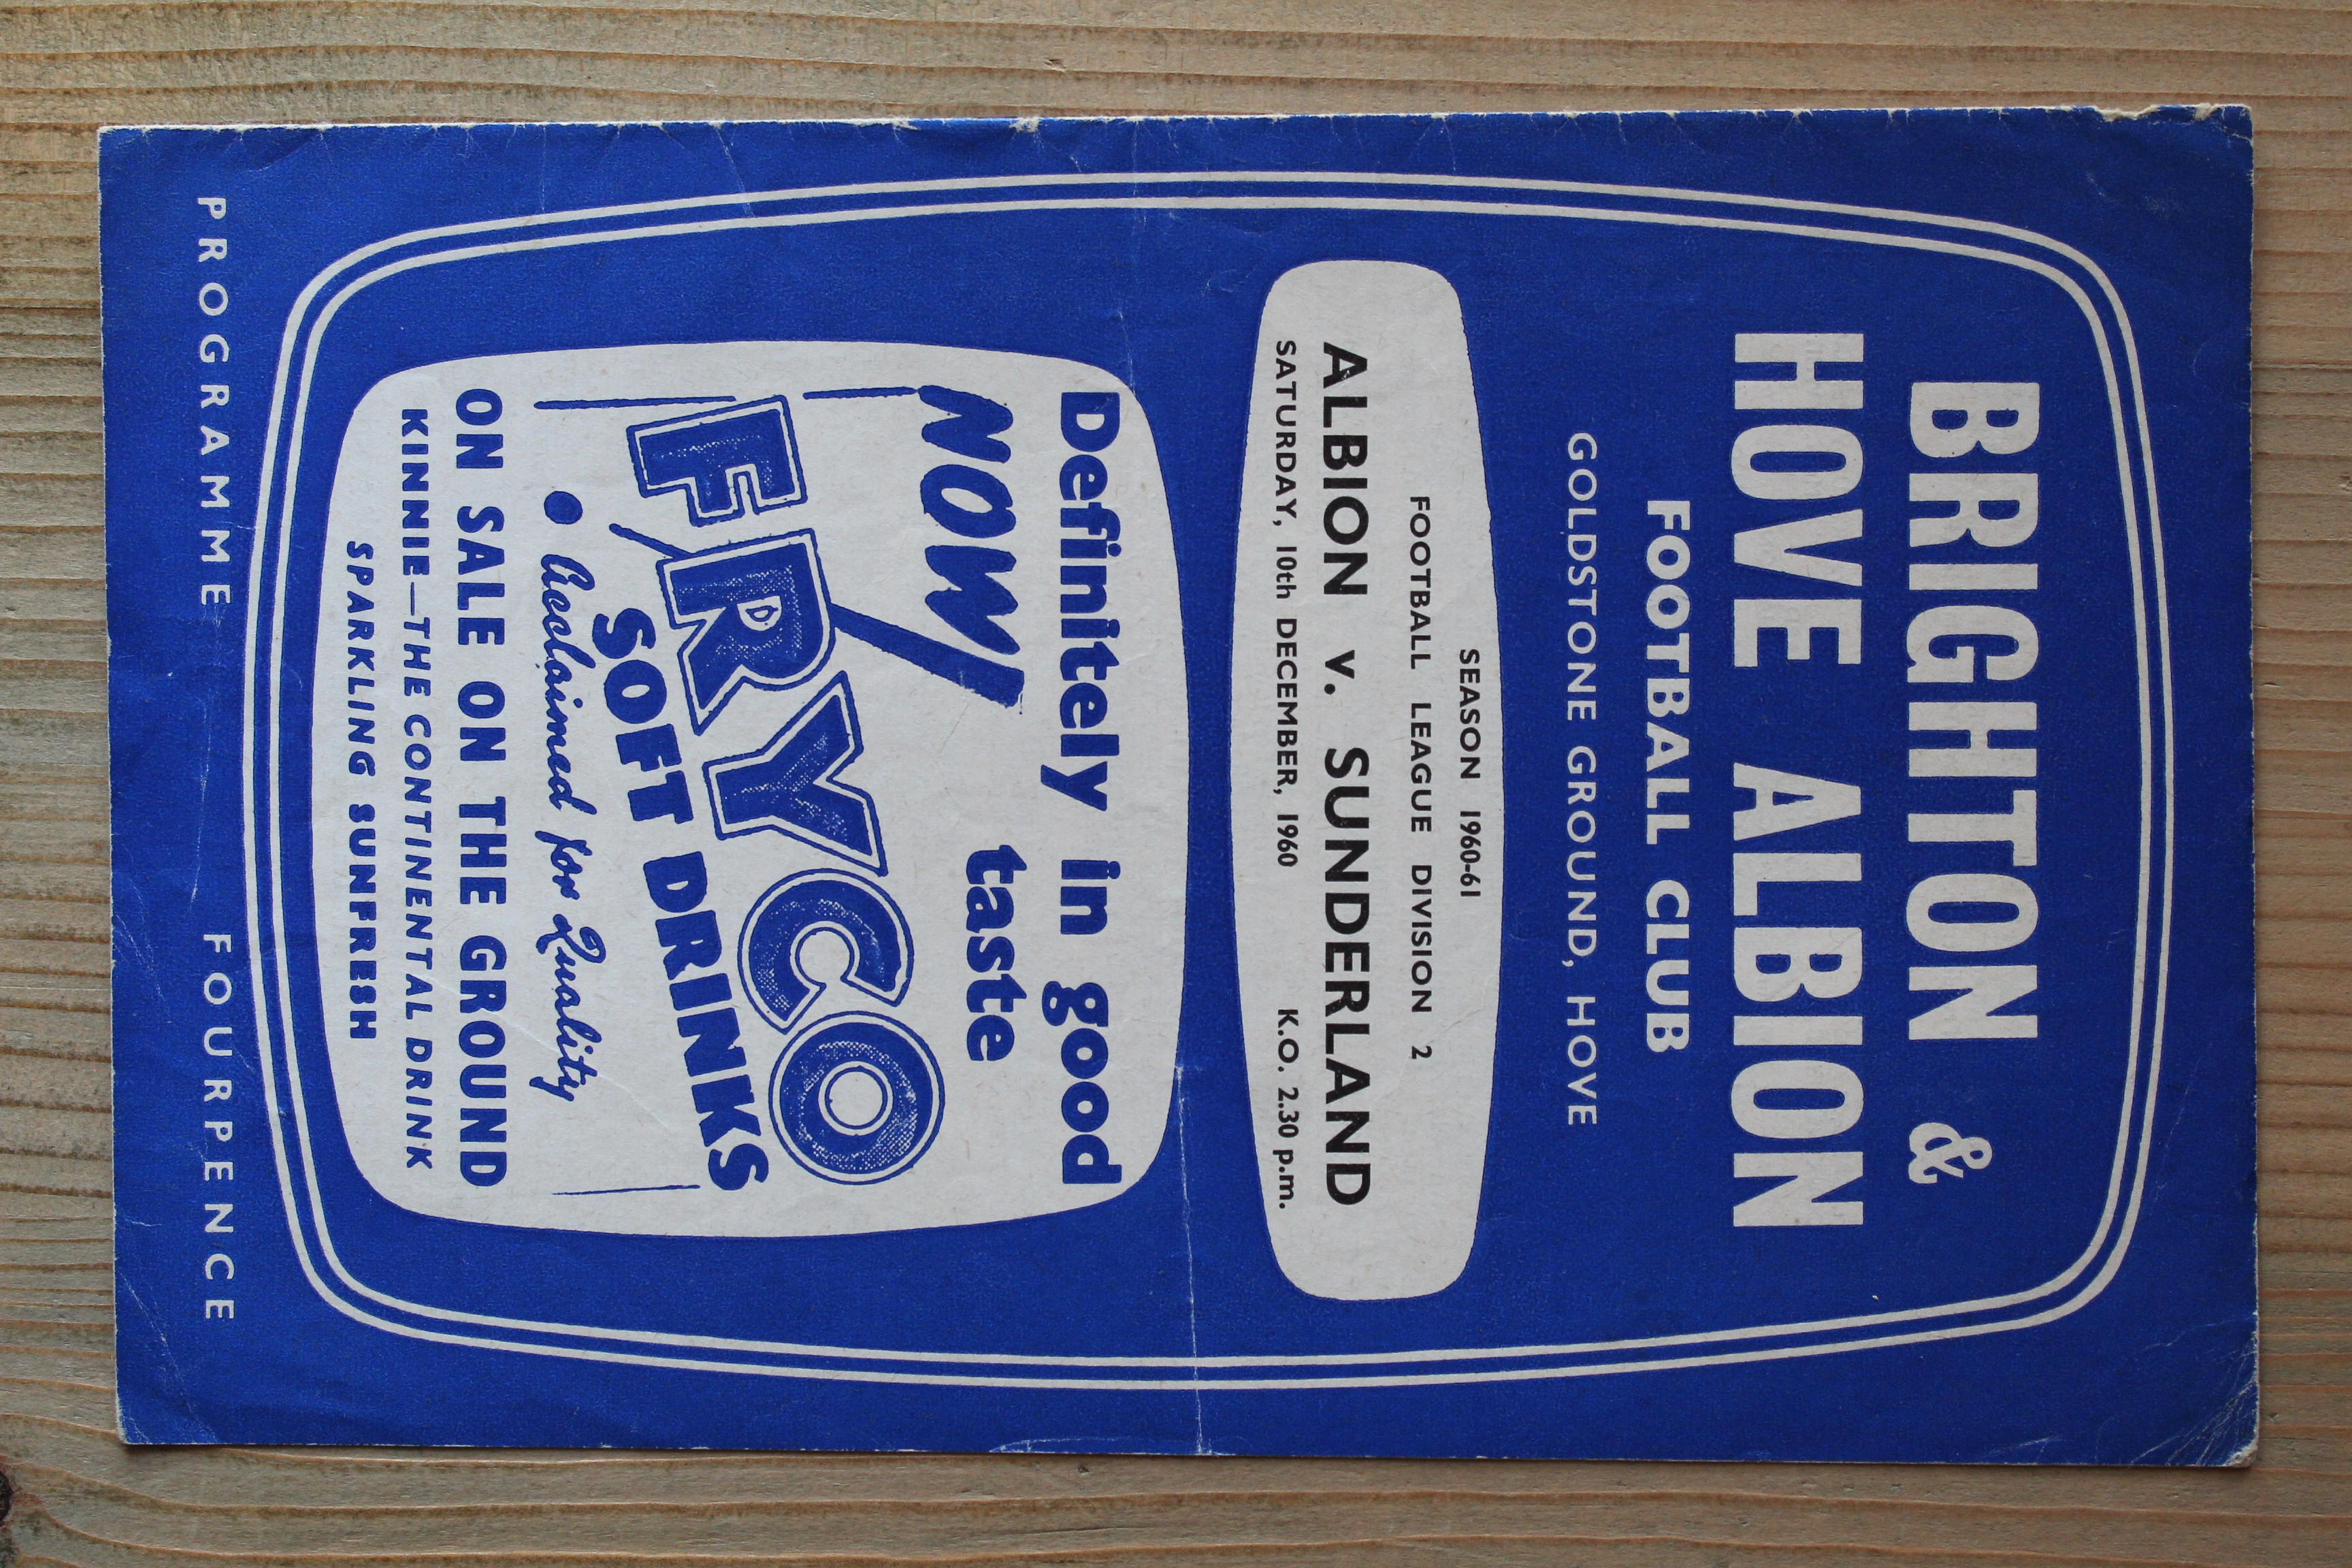 BRIGHTON &
HOVE ALBION
FOOTBALL CLUB
GOLDSTONE GROUND, HOVE
SEASON 1960-61
FOOTBALL LEAGUE DIVISION 2
ALBION v. SUNDERLAND
SATURDAY, 10th DECEMBER, 1960 K.O. 2.30 p.m.
Definitely in good
taste
NOW!
FRYCO
SOFT DRINKS
● Acclaimed for Quality
ON SALE ON THE GROUND
KINNIE—THE CONTINENTAL DRINK
SPARKLING SUNFRESH
PROGRAMME FOURPENCE